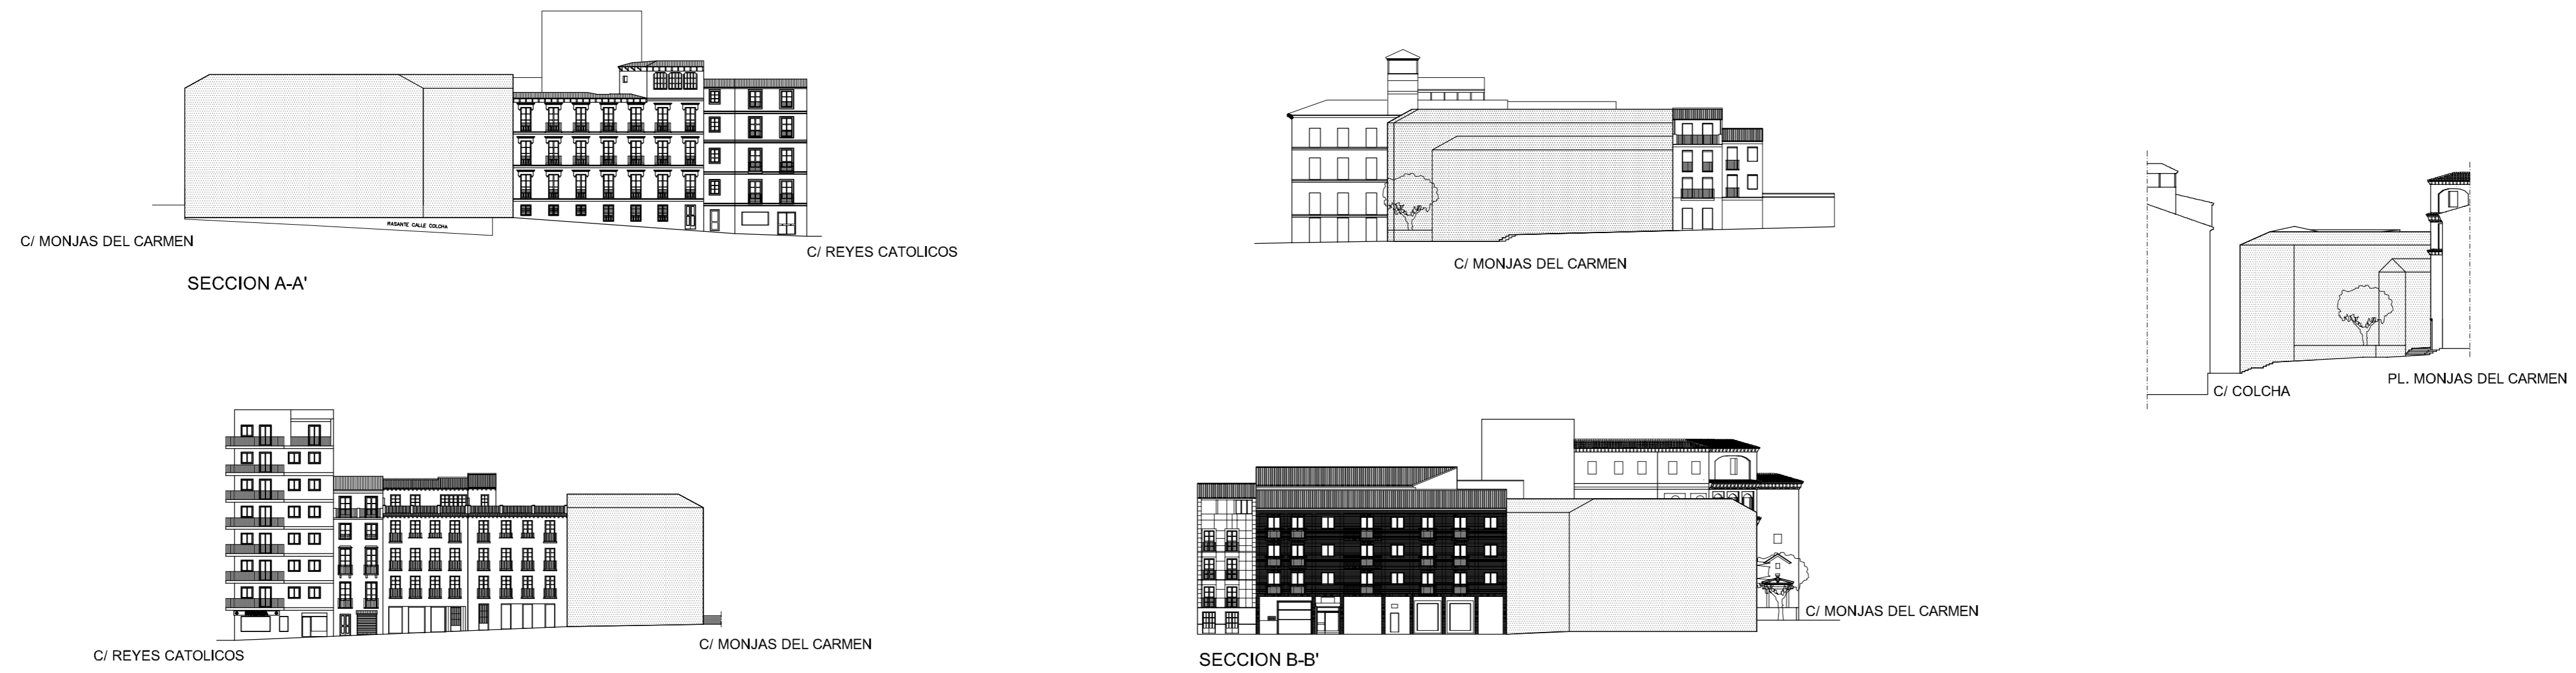 RASANTE CALLE COLCHA
C/ MONJAS DEL CARMEN
C/ REYES CATOLICOS
SECCION A-A'
C/ MONJAS DEL CARMEN
PL. MONJAS DEL CARMEN
C/ COLCHA
C/ REYES CATOLICOS
C/ MONJAS DEL CARMEN
C/ MONJAS DEL CARMEN
SECCION B-B'